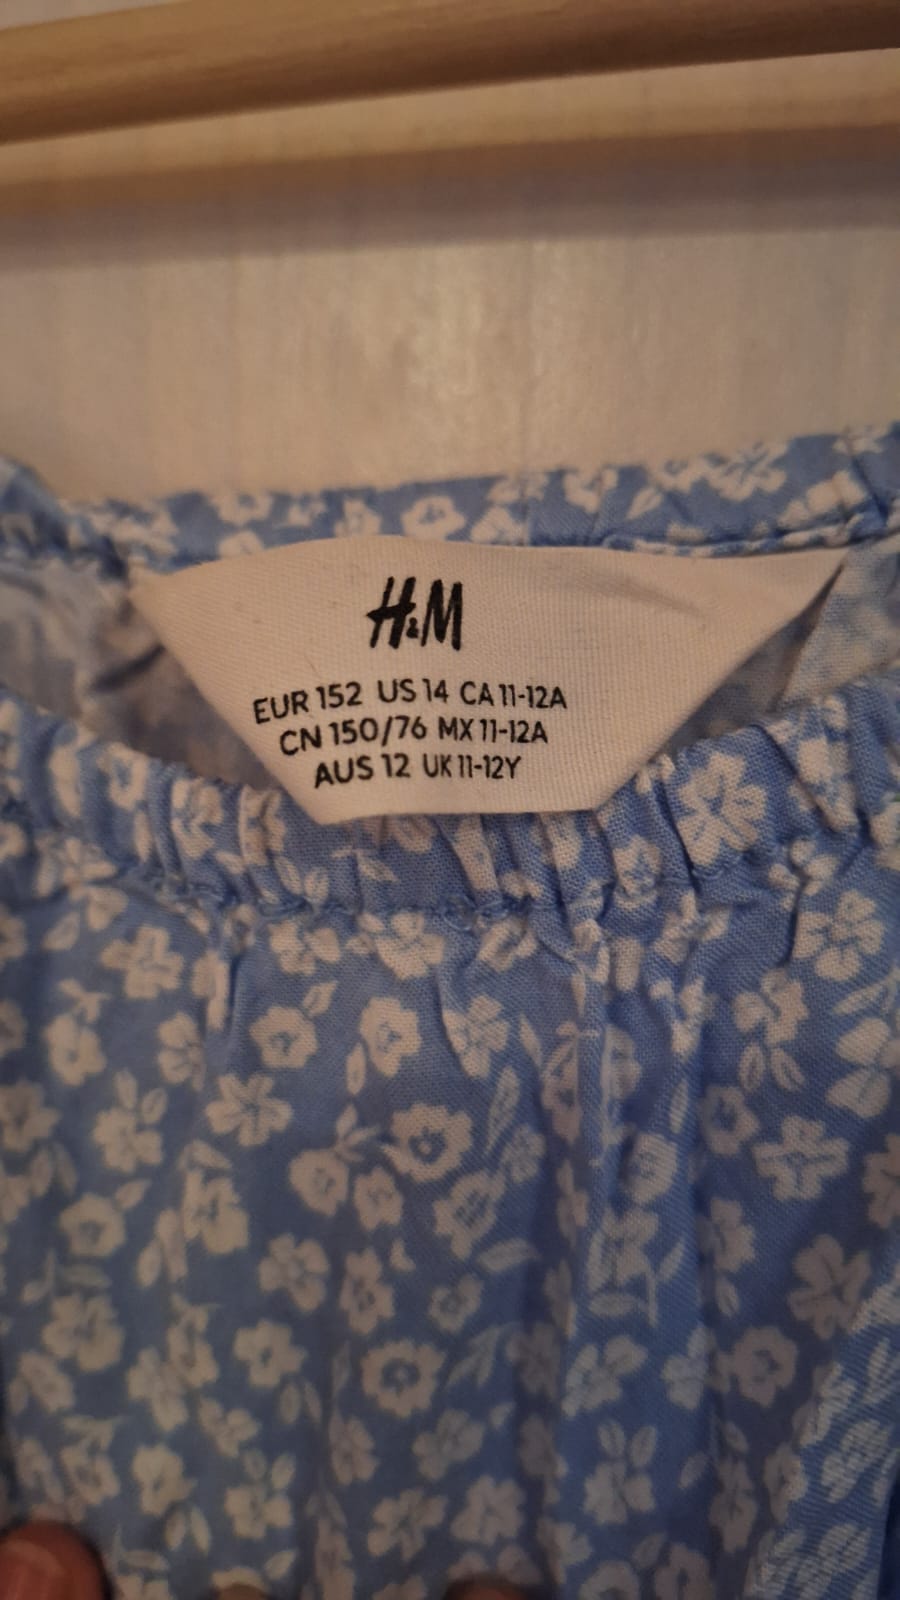 H&M
EUR 152 US 14 CA 11-12A
CN 150/76 MX 11-12A
AUS 12 UK 11-12Y